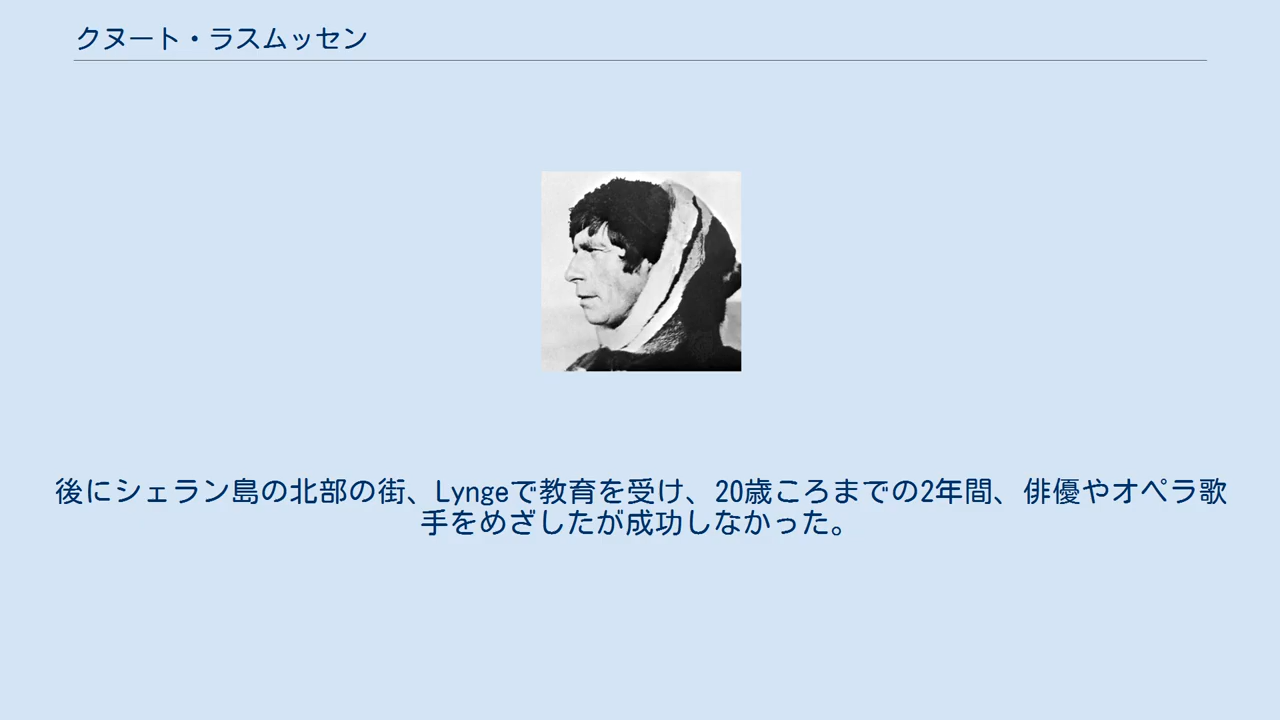 クヌート・ラスムッセン
後にシェラン島の北部の街、Lyngeで教育を受け、20歳ころまでの2年間、俳優やオペラ歌
手をめざしたが成功しなかった。